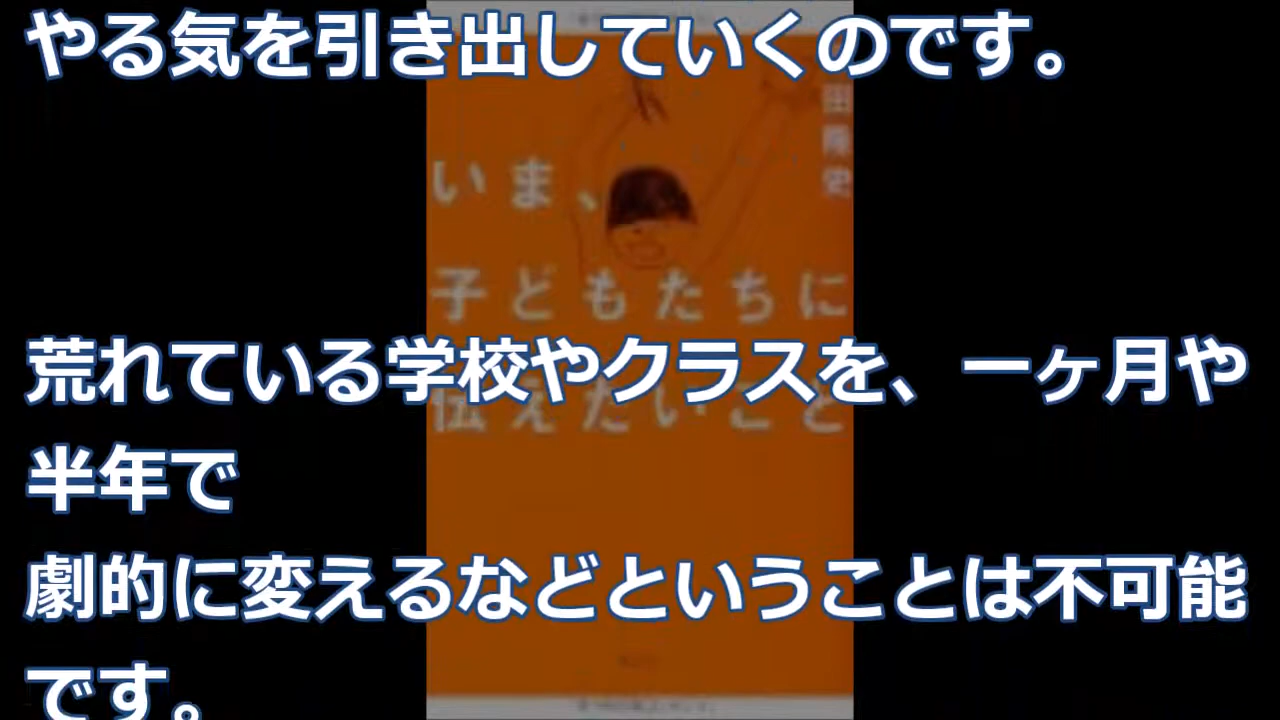 やる気を引き出していくのです。
田隆史
いま、
子どもたちに
荒れている学校やクラスを、一ヶ月や
伝えたいこと
半年で
劇的に変えるなどということは不可能
です。